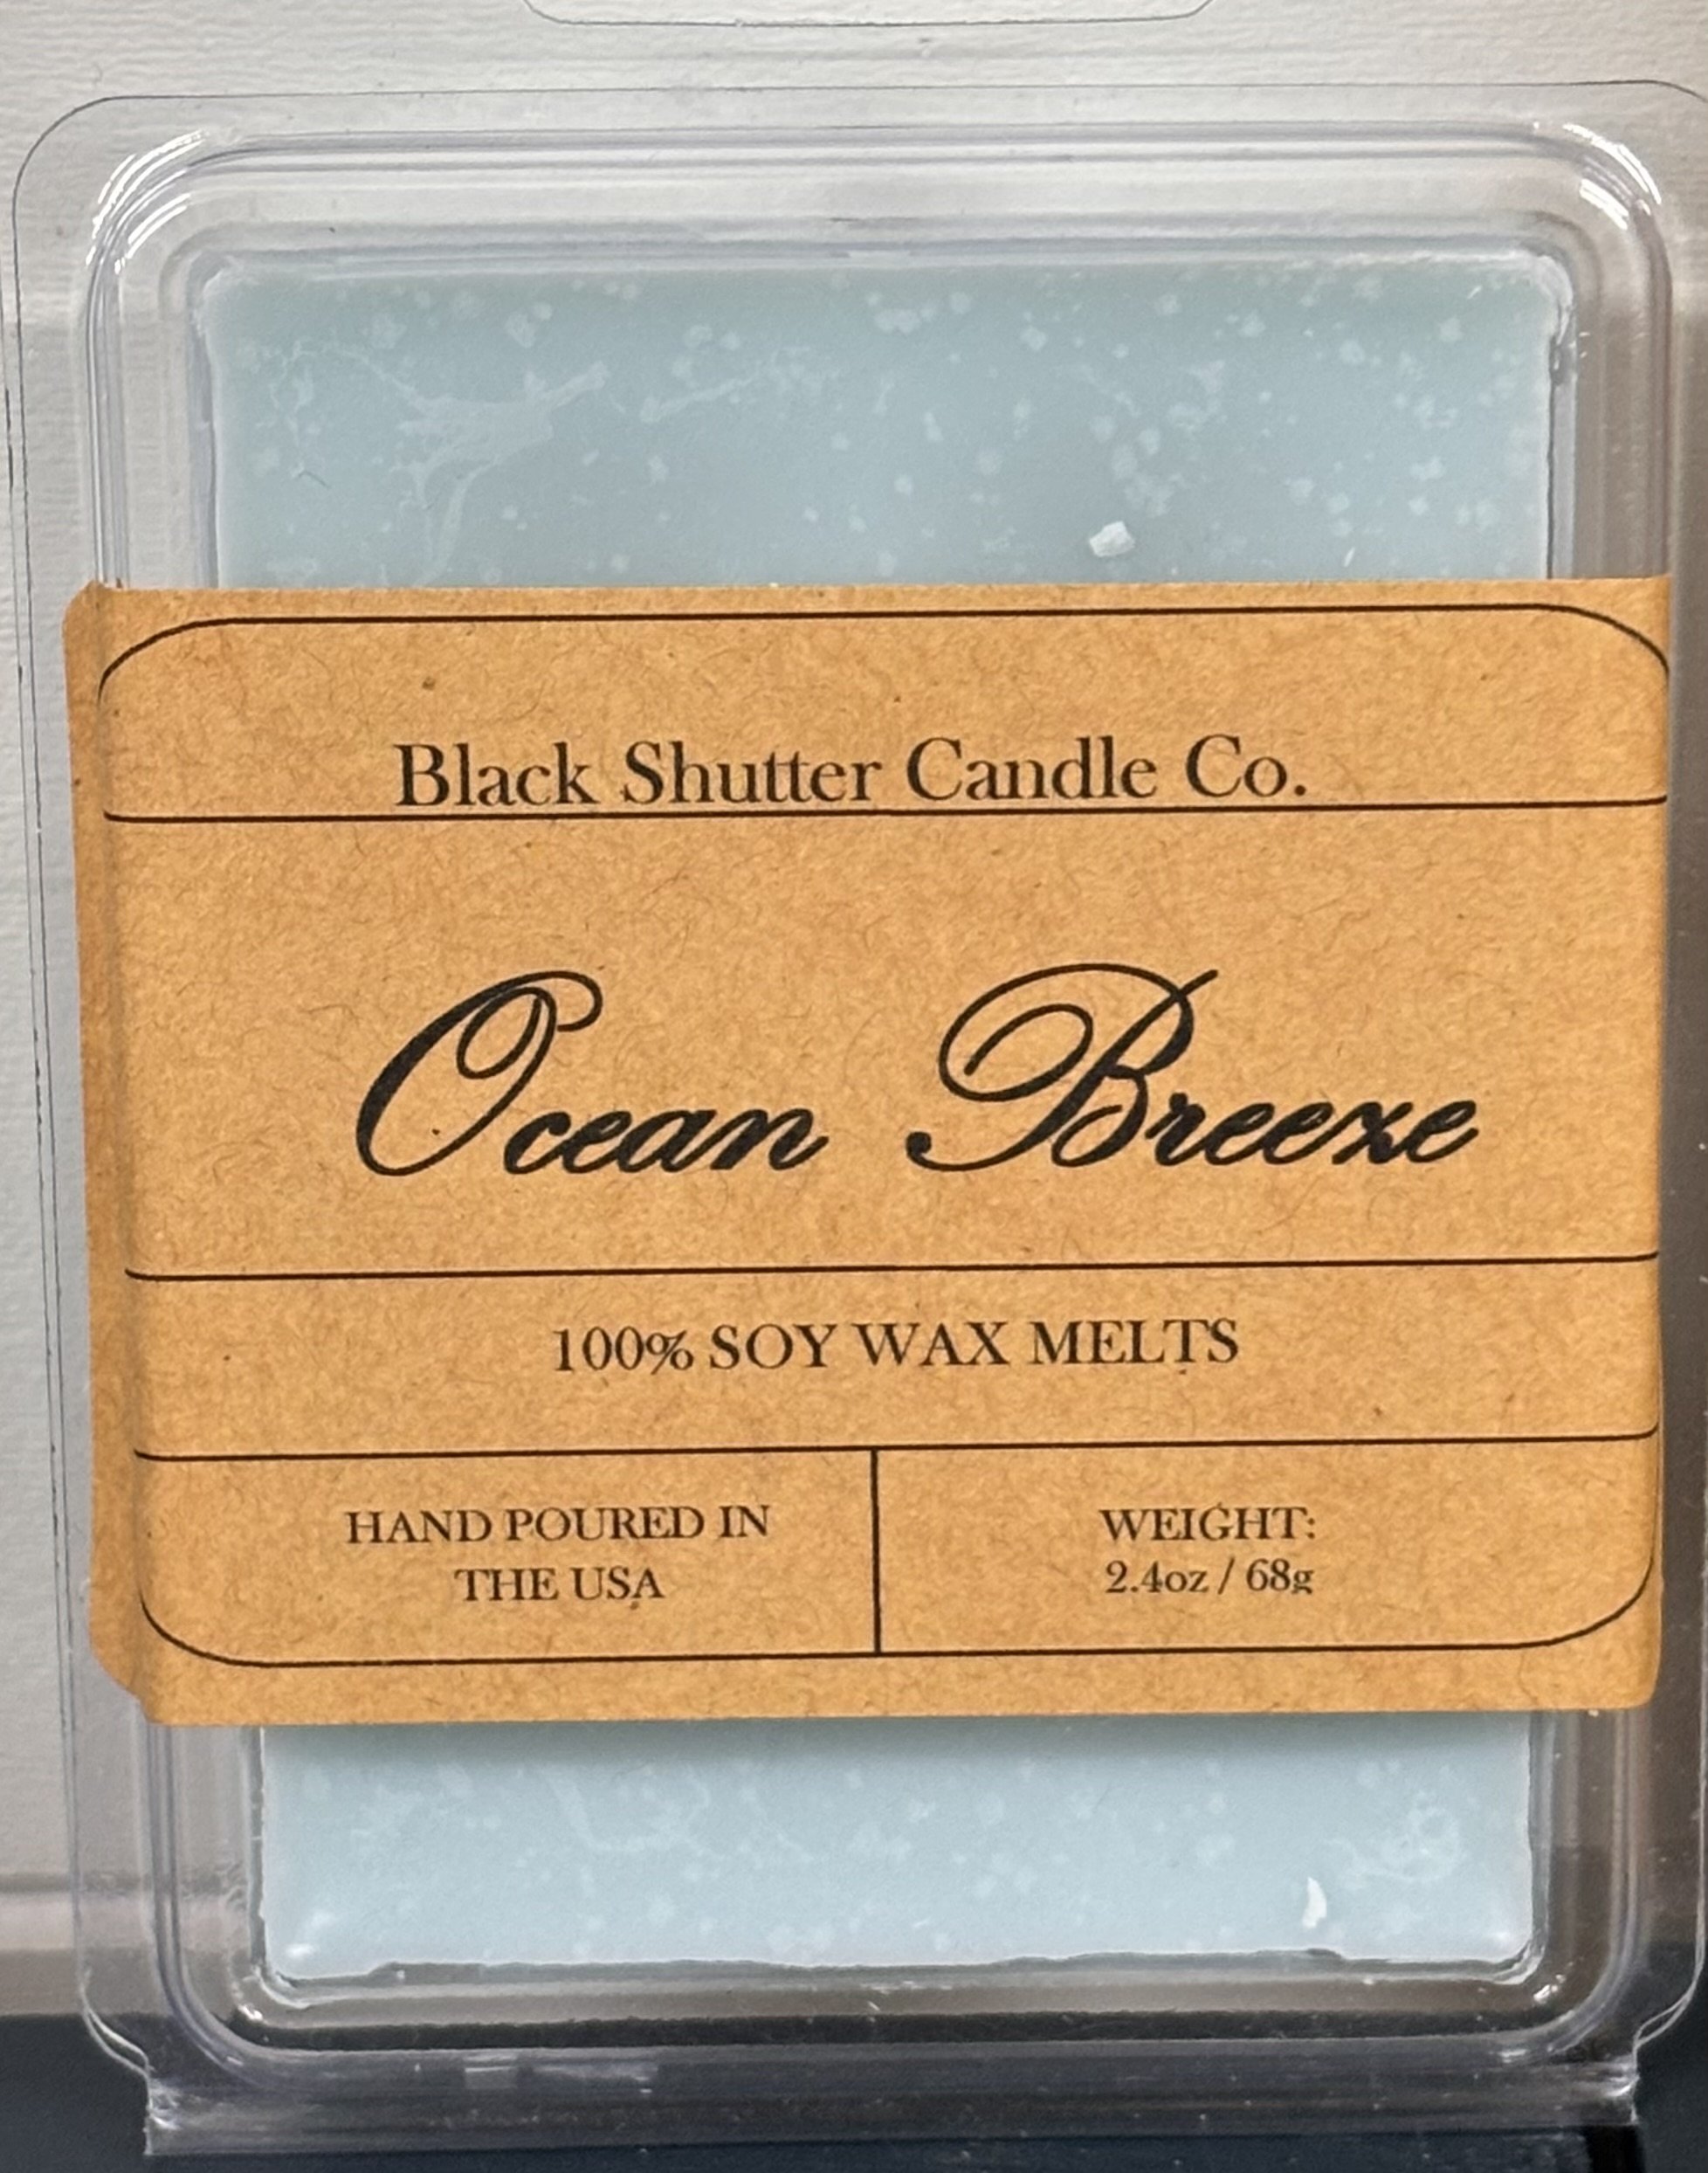 Black Shutter Candle Co.
Ocean Breeze
100% SOY WAX MELTS
HAND POURED IN
THE USA
WEIGHT:
2.4oz / 68g